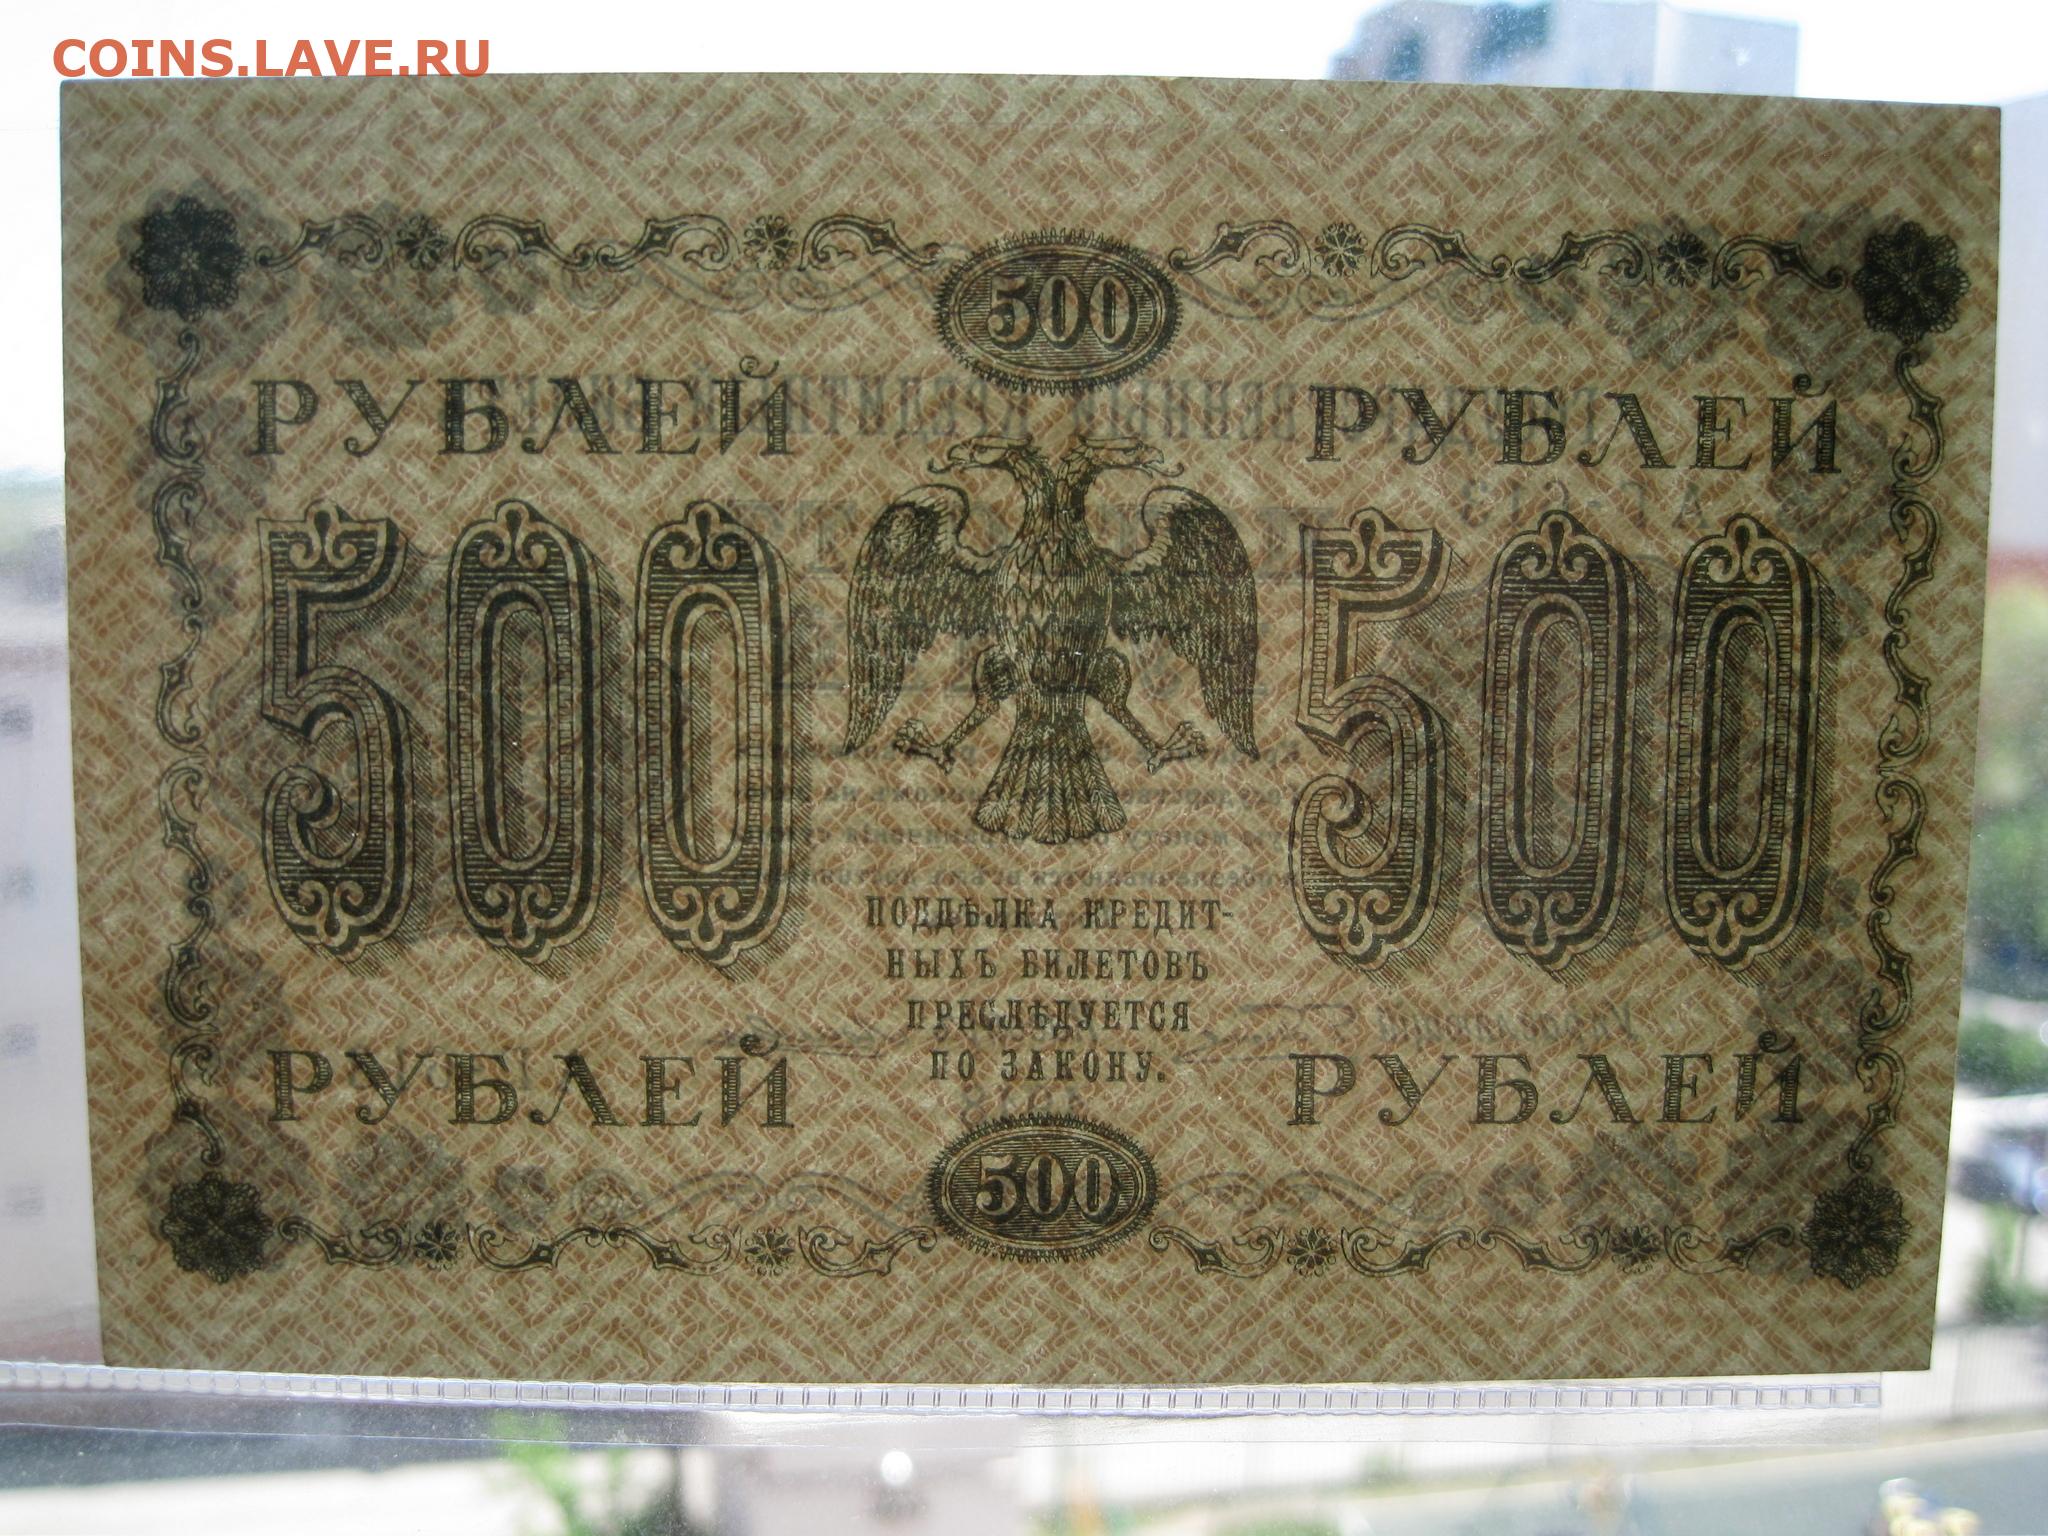 COINS.LAVE.RU
500
РУБЛЕЙ РУБЛЕЙ
500 500
ПОДДѢЛКА КРЕДИТ-
НЫХЪ БИЛЕТОВЪ
ПРЕСЛѢДУЕТСЯ
ПО ЗАКОНУ.
РУБЛЕЙ РУБЛЕЙ
500